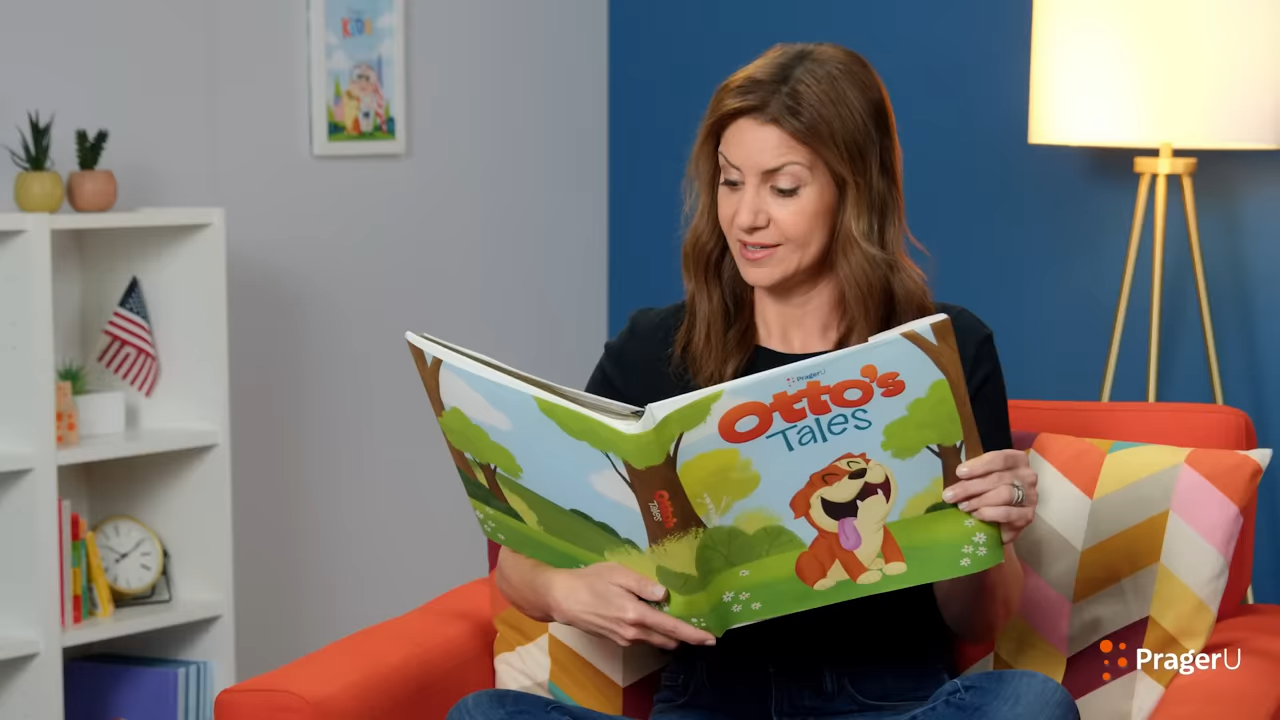 KIDS
PragerU
Otto's
Tales
Otto's
Tales
PragerU